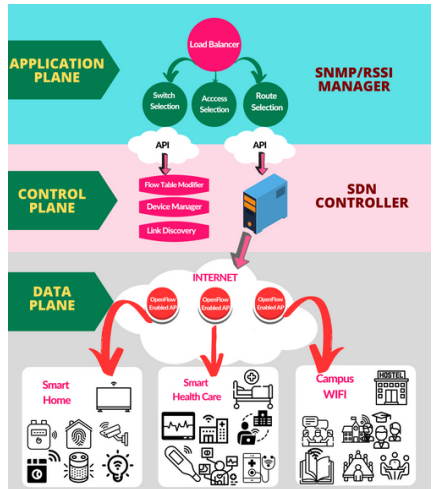 APPLICATION
PLANE
Load Balancer
Switch
Selection
Acccess
Selection
Route
Selection
SNMP/RSSI
MANAGER
API
API
CONTROL
PLANE
Flow Table Modifier
Device Manager
Link Discovery
SDN
CONTROLLER
DATA
PLANE
INTERNET
OpenFlow
Enabled AP
OpenFlow
Enabled AP
OpenFlow
Enabled AP
Smart
Home
Smart
Health Care
Campus
WIFI
HOSTEL